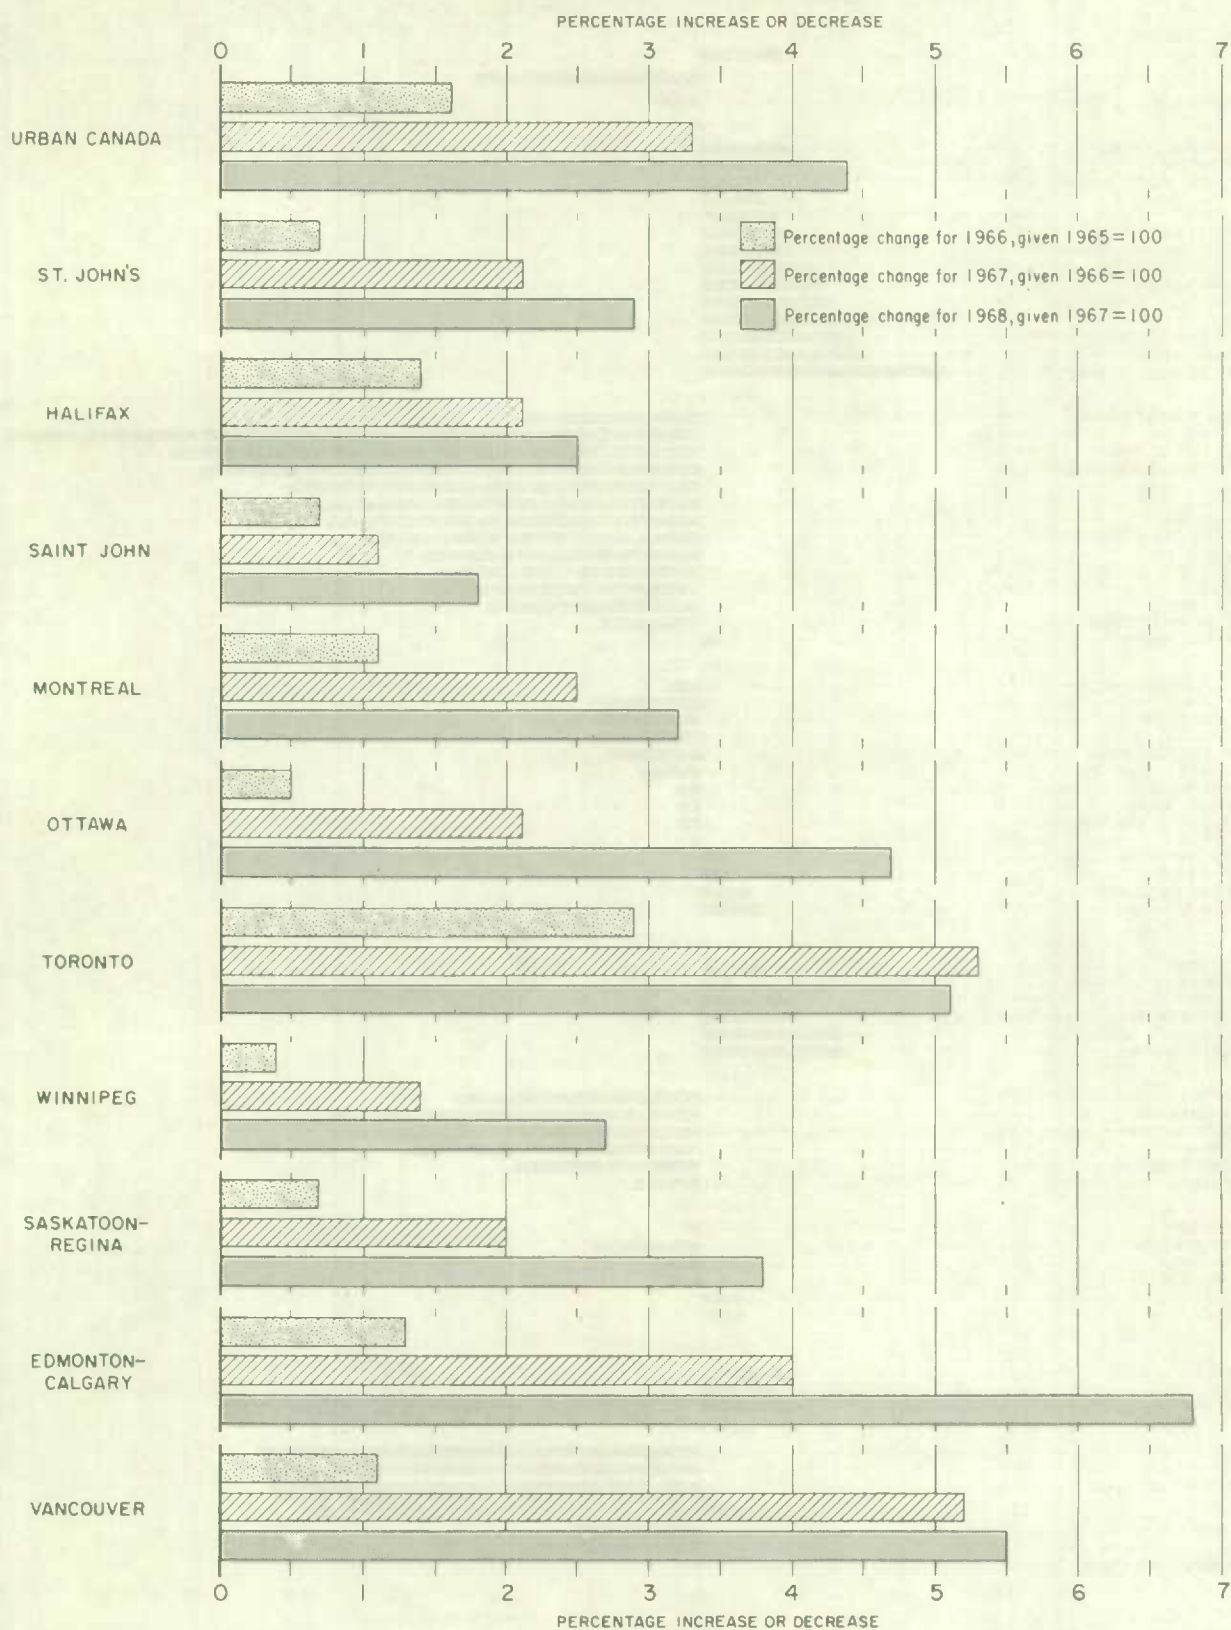 PERCENTAGE INCREASE OR DECREASE
0 1 2 3 4 5 6 7
URBAN CANADA
Percentage change for 1966, given 1965=100
ST. JOHN'S
Percentage change for 1967, given 1966=100
Percentage change for 1968, given 1967=100
HALIFAX
SAINT JOHN
MONTREAL
OTTAWA
TORONTO
WINNIPEG
SASKATOON-
REGINA
EDMONTON-
CALGARY
VANCOUVER
0 1 2 3 4 5 6 7
PERCENTAGE INCREASE OR DECREASE